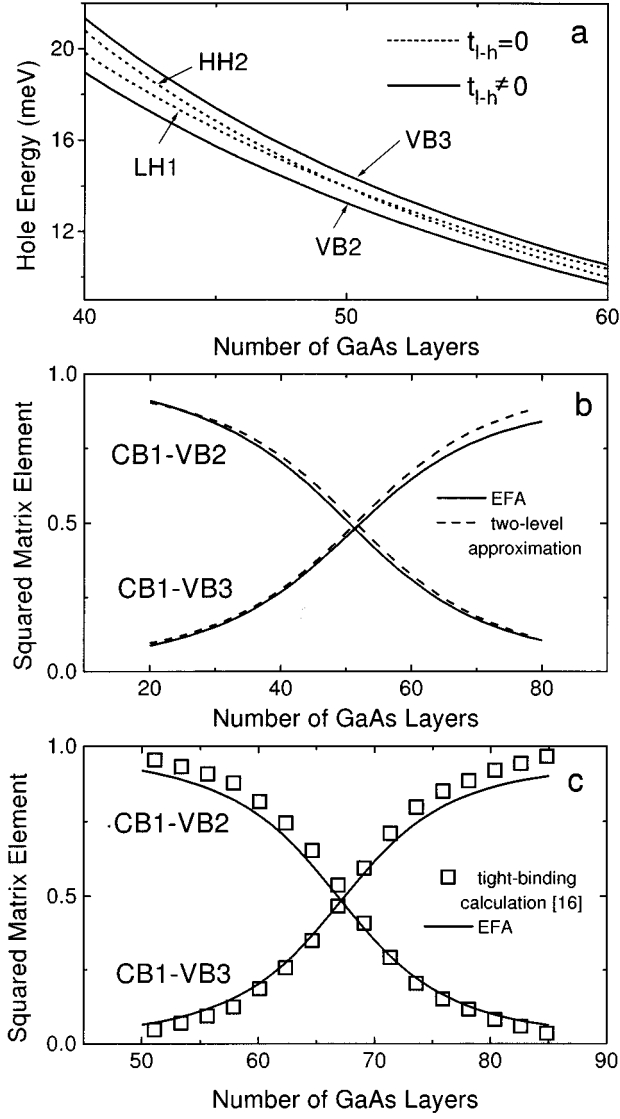 a
t_{l-h}=0
t_{l-h}≠0
HH2
LH1
VB3
VB2
20
16
12
Hole Energy (meV)
40
50
60
Number of GaAs Layers
b
1.0
0.5
0.0
CB1-VB2
CB1-VB3
EFA
two-level
approximation
Squared Matrix Element
20
40
60
80
Number of GaAs Layers
c
1.0
0.5
0.0
CB1-VB2
CB1-VB3
tight-binding
calculation [16]
EFA
Squared Matrix Element
50
60
70
80
90
Number of GaAs Layers